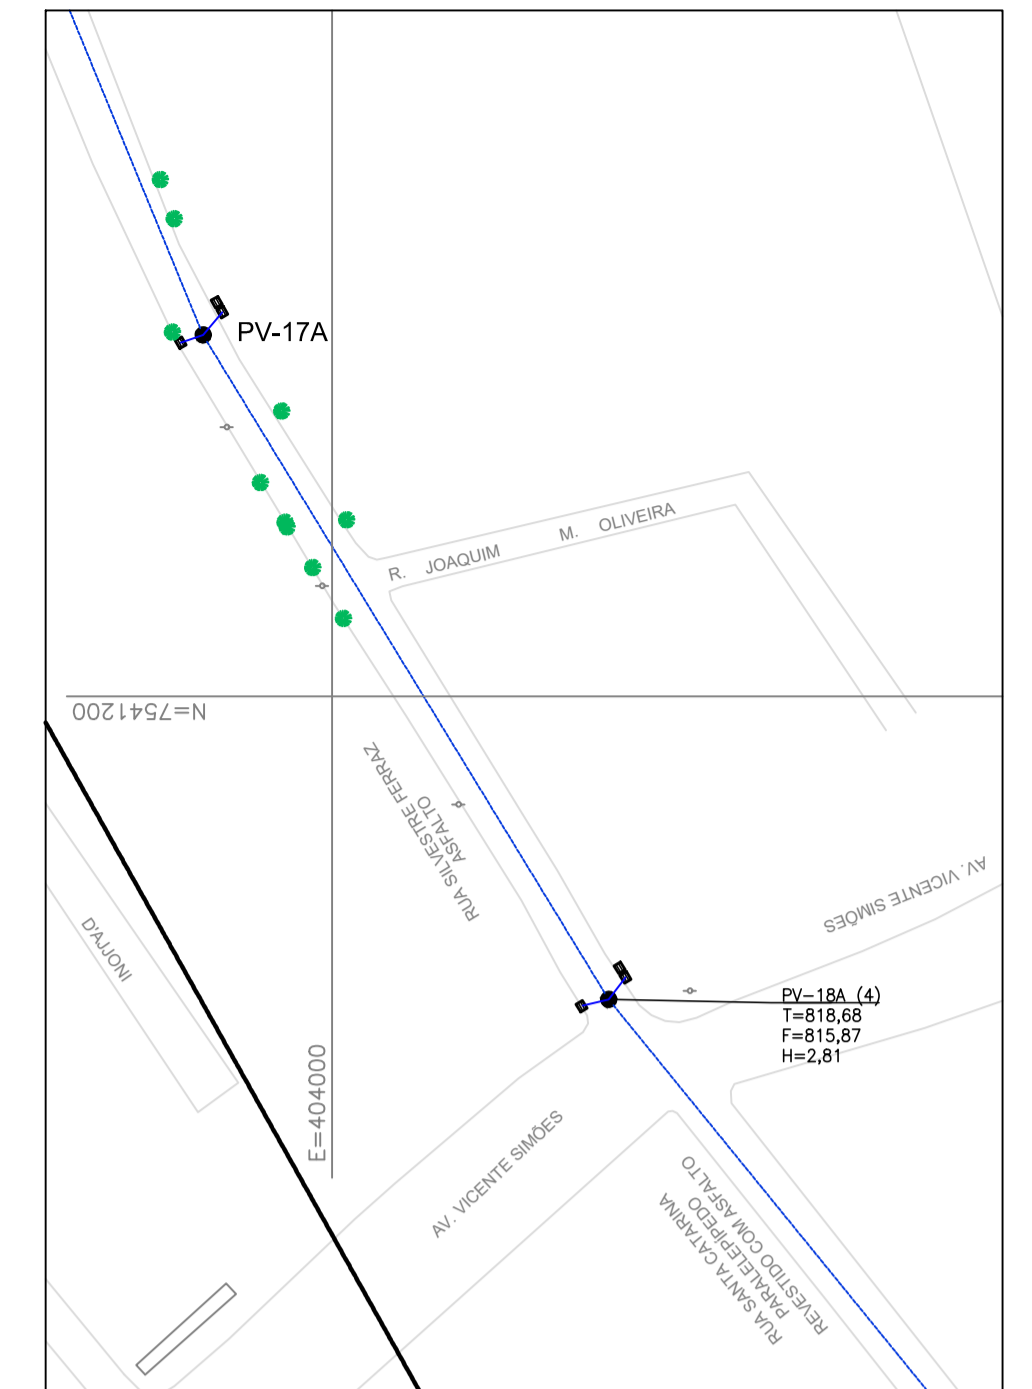 PV-17A
R. JOAQUIM M. OLIVEIRA
N=7541200
RUA SILVESTRE FERRAZ
ASFALTO
AV. VICENTE SIMÕES
D'AJJONI
PV-18A (4)
T=818,68
F=815,87
H=2,81
E=404000
AV. VICENTE SIMÕES
RUA SANTA CATARINA
PARALELEPÍPEDO
REVESTIDO COM ASFALTO